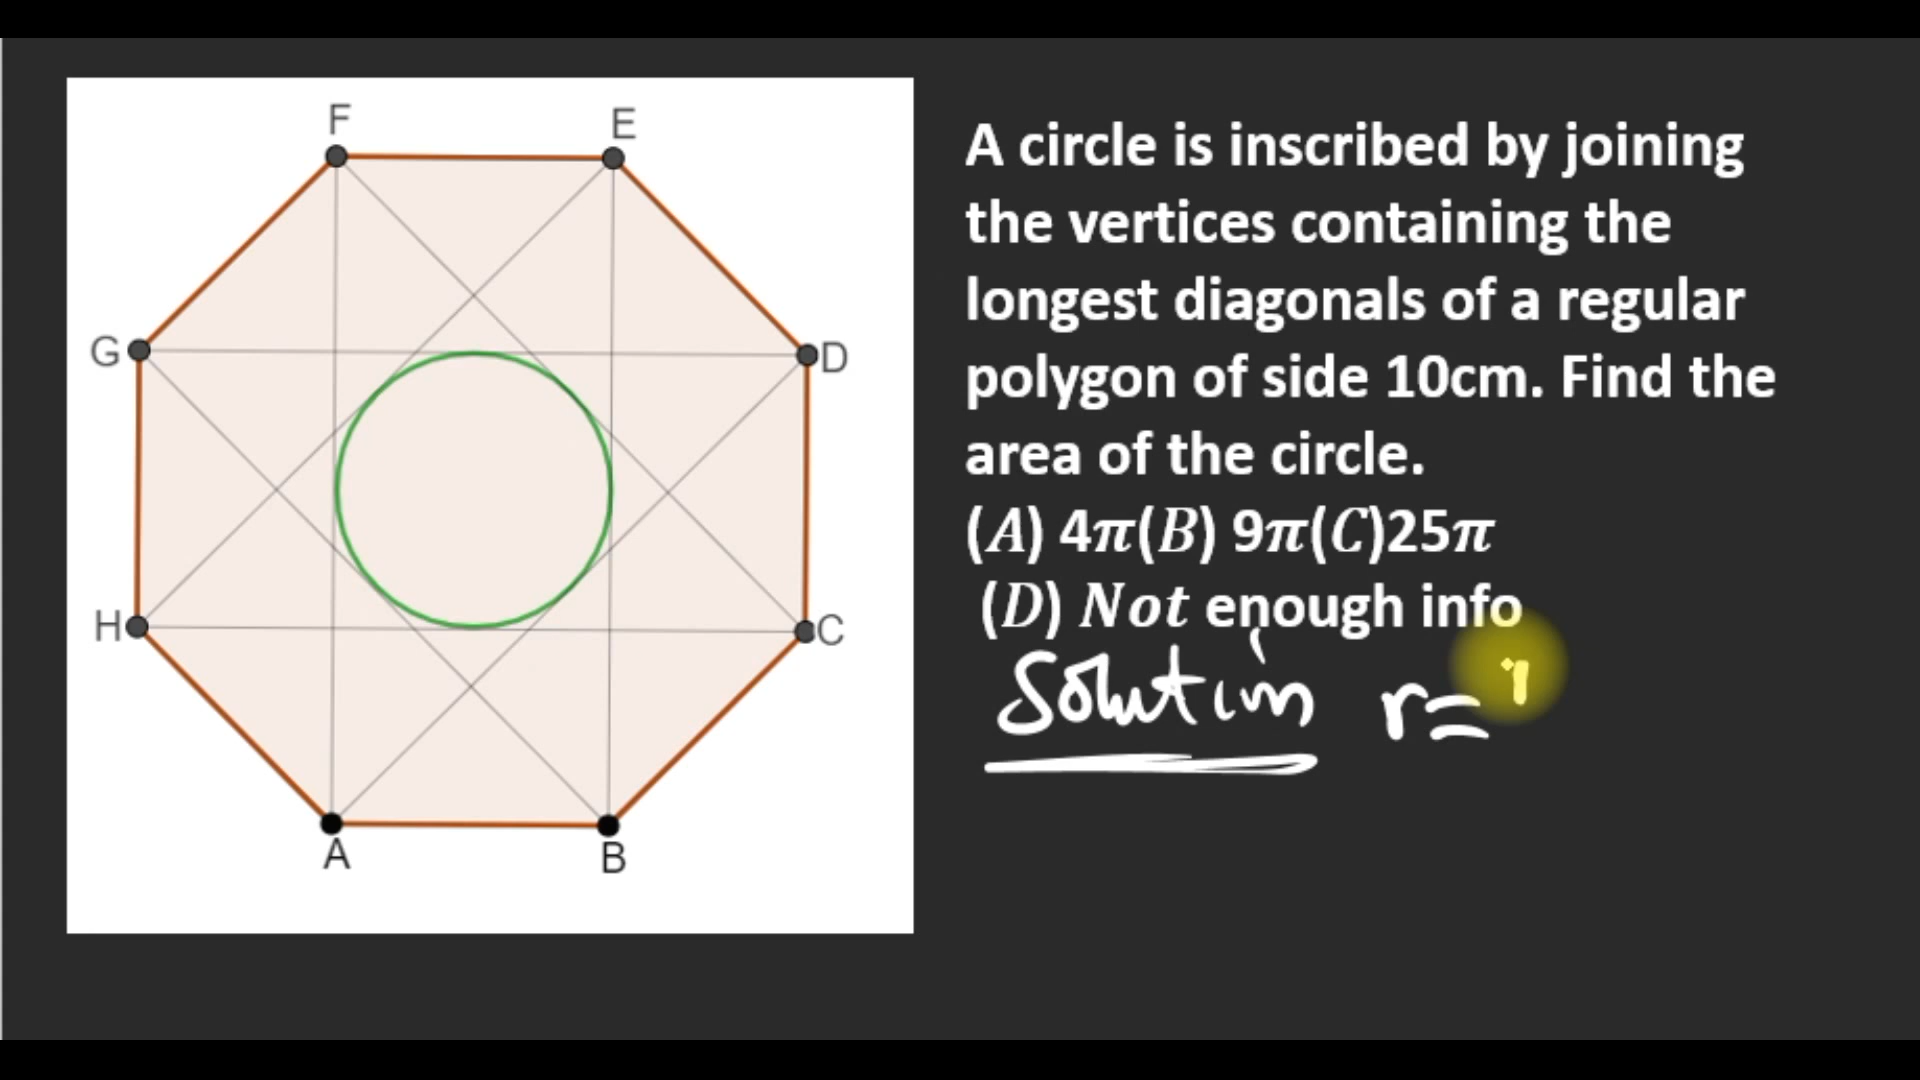 F E
G D
H C
A B
A circle is inscribed by joining
the vertices containing the
longest diagonals of a regular
polygon of side 10cm. Find the
area of the circle.
(A) 4π(B) 9π(C)25π
(D) Not enough info
Solution r=1